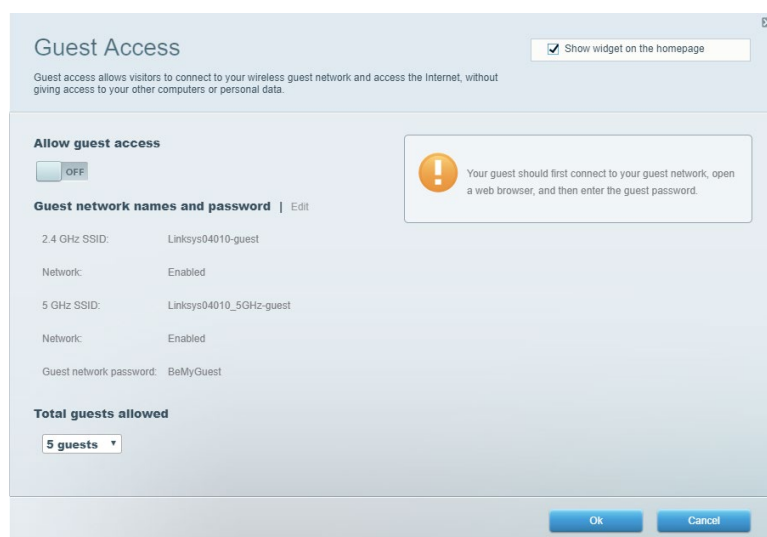 Guest Access
Show widget on the homepage
Guest access allows visitors to connect to your wireless guest network and access the Internet, without
giving access to your other computers or personal data.
Allow guest access
OFF
Your guest should first connect to your guest network, open
a web browser, and then enter the guest password.
Guest network names and password | Edit
2.4 GHz SSID: Linksys04010-guest
Network: Enabled
5 GHz SSID: Linksys04010_5GHz-guest
Network: Enabled
Guest network password: BeMyGuest
Total guests allowed
5 guests
Ok Cancel